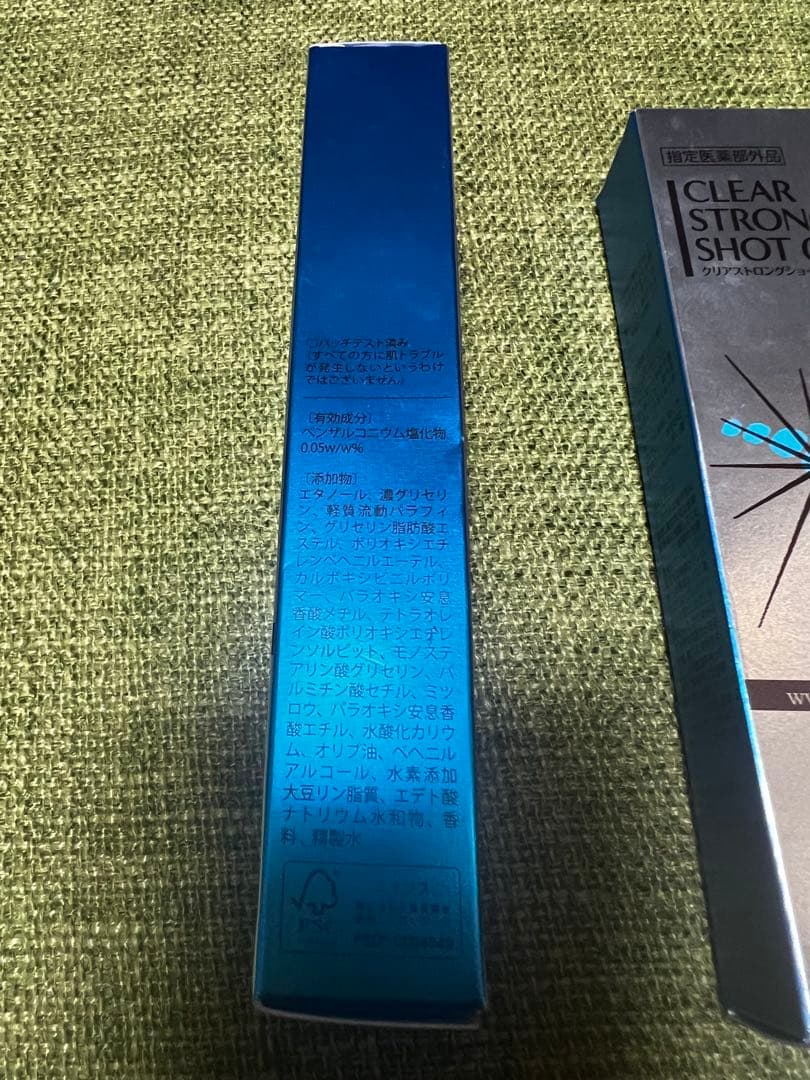 ○パッチテスト済み
(すべての方に肌トラブル
が発生しないというわけ
ではございません)
[有効成分]
ベンザルコニウム塩化物
0.05w/w%
[添加物]
エタノール、濃グリセリ
ン、軽質流動パラフィ
ン、グリセリン脂肪酸エ
ステル、ポリオキシエチ
レンベヘニルエーテル、
カルボキシビニルポリ
マー、パラオキシ安息
香酸メチル、テトラオレ
イン酸ポリオキシエチレ
ンソルビット、モノステ
アリン酸グリセリン、パ
ルミチン酸セチル、ミツ
ロウ、パラオキシ安息香
酸エチル、水酸化カリウ
ム、オリブ油、ベヘニル
アルコール、水素添加
大豆リン脂質、エデト酸
ナトリウム水和物、香
料、精製水
FSC
ミックス
指定医薬部外品
CLEAR
STRON
SHOT
クリアストロングショー